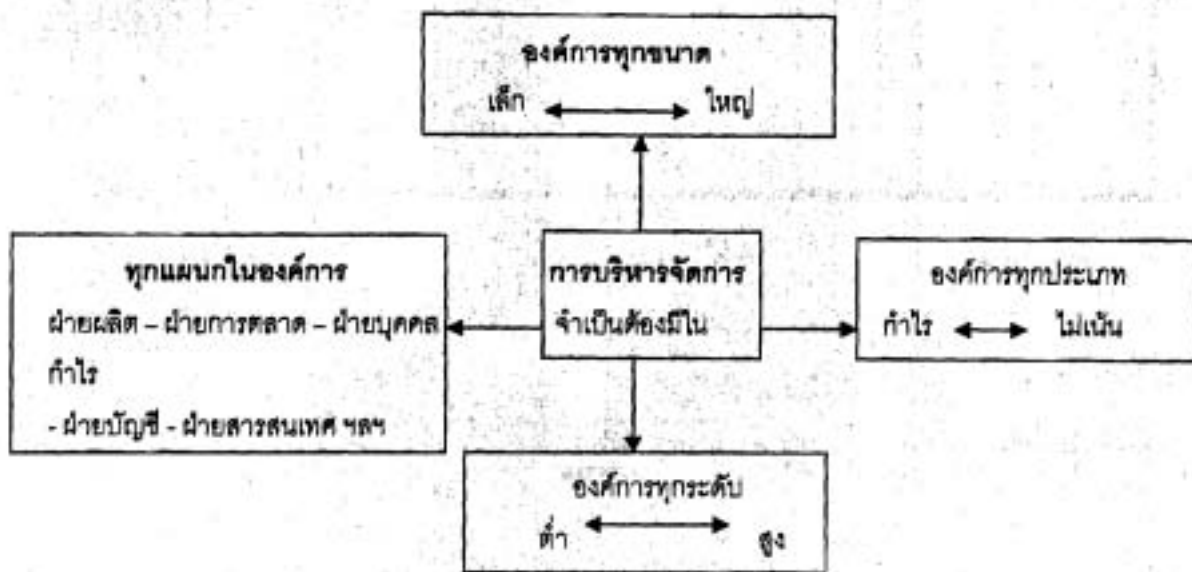 องค์การทุกขนาด
เล็ก ใหญ่
ทุกแผนกในองค์การ
ฝ่ายผลิต – ฝ่ายการตลาด – ฝ่ายบุคคล
กำไร
- ฝ่ายบัญชี - ฝ่ายสารสนเทศ ฯลฯ
การบริหารจัดการ
จำเป็นต้องมีใน
องค์การทุกประเภท
กำไร ไม่เน้น
องค์การทุกระดับ
ต่ำ สูง